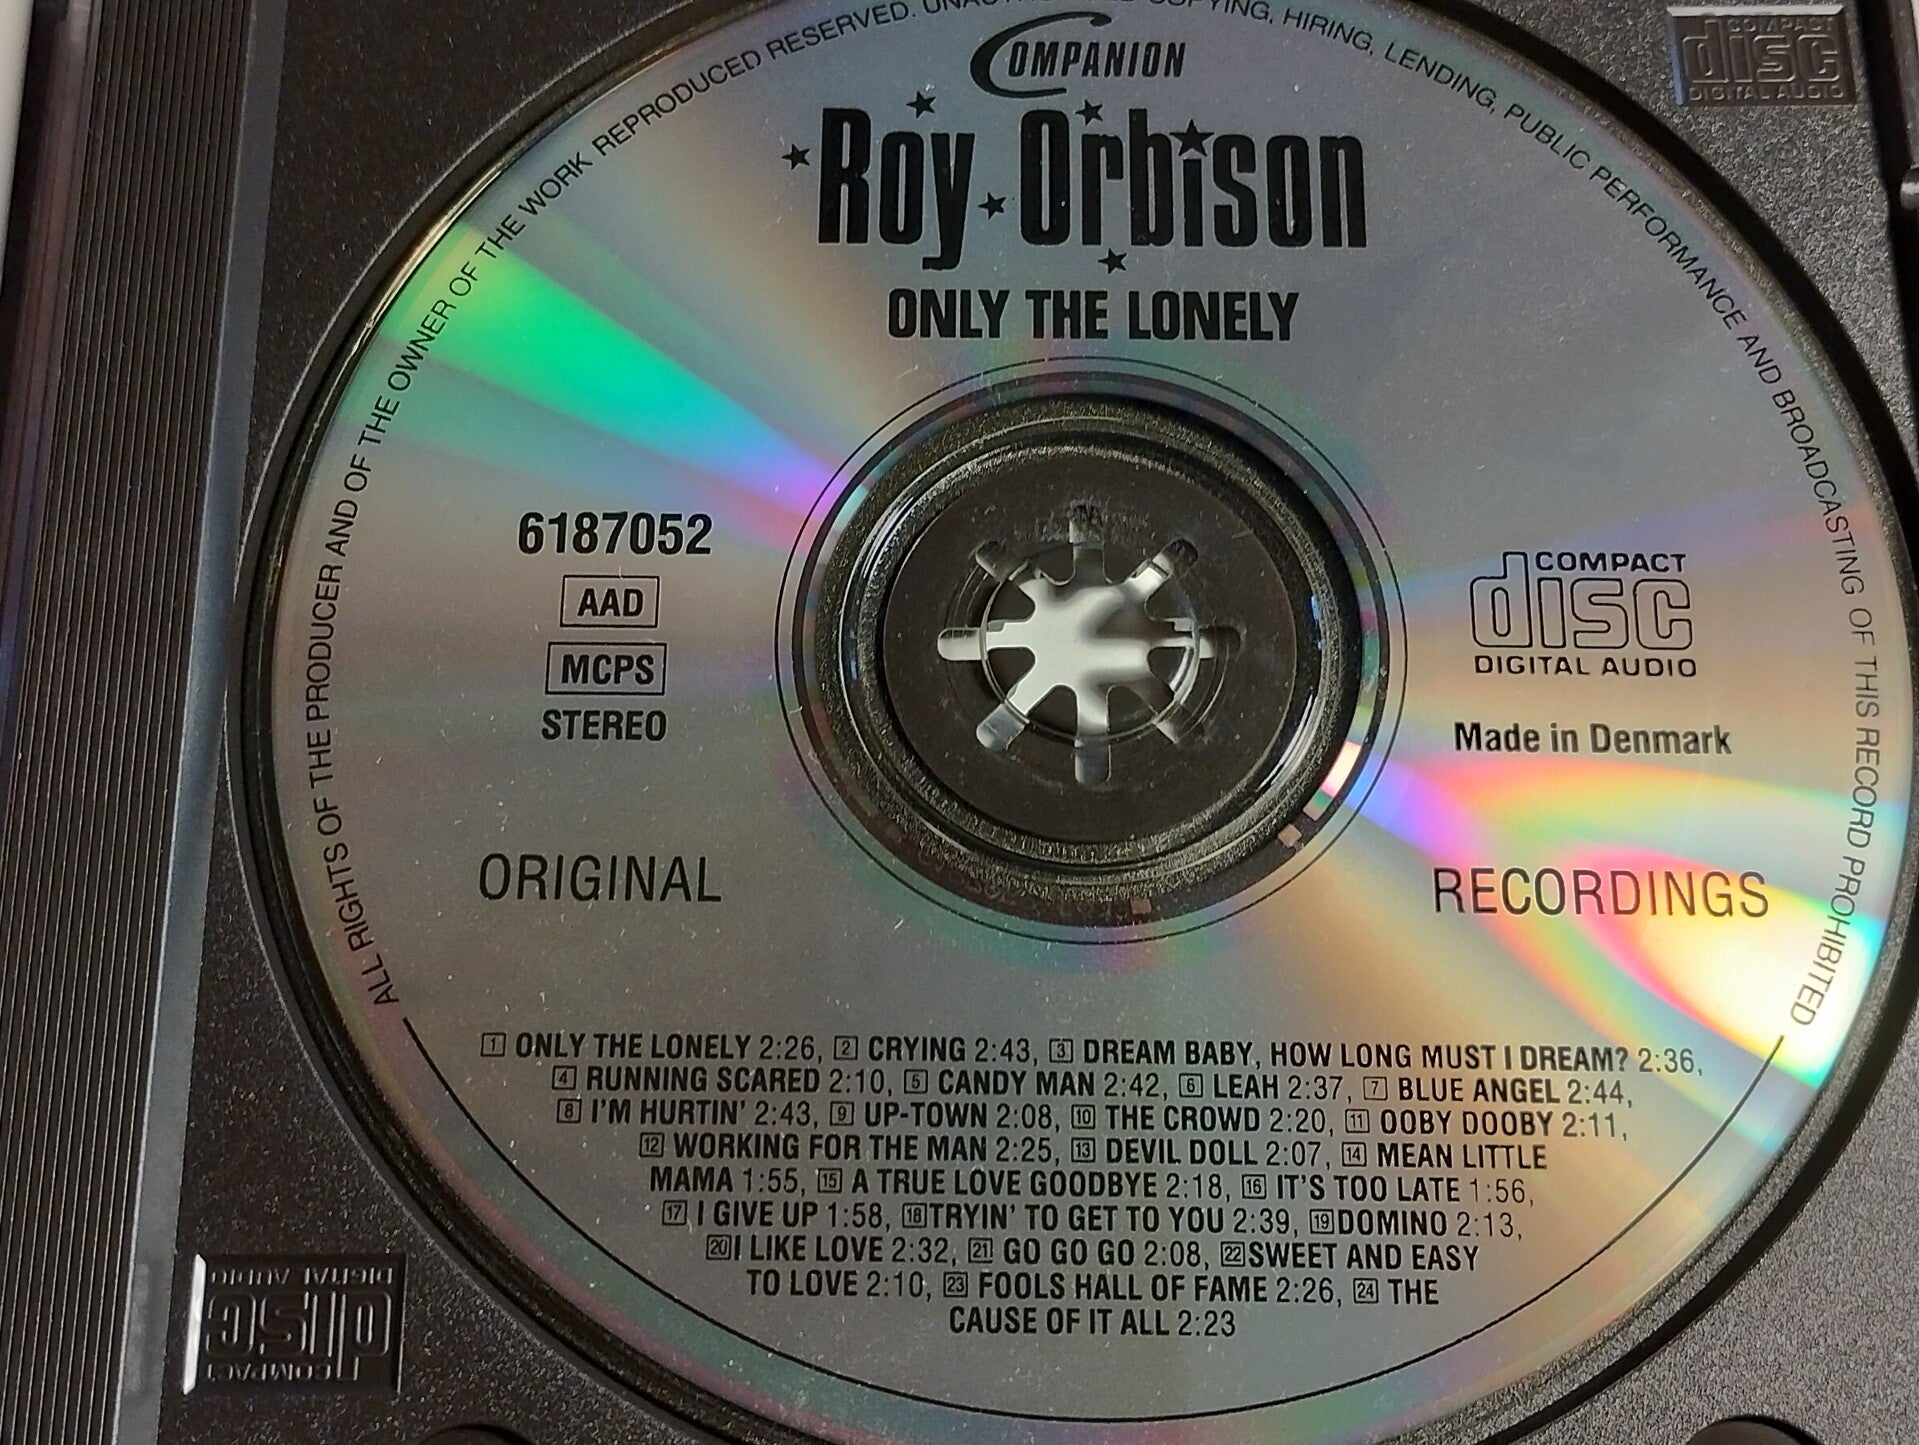 COMPANION
Roy Orbison
ONLY THE LONELY
6187052
AAD
MCPS
STEREO
COMPACT
disc
DIGITAL AUDIO
Made in Denmark
ORIGINAL RECORDINGS
1 ONLY THE LONELY 2:26, 2 CRYING 2:43, 3 DREAM BABY, HOW LONG MUST I DREAM? 2:36,
4 RUNNING SCARED 2:10, 5 CANDY MAN 2:42, 6 LEAH 2:37, 7 BLUE ANGEL 2:44,
8 I'M HURTIN' 2:43, 9 UP-TOWN 2:08, 10 THE CROWD 2:20, 11 OOBY DOOBY 2:11,
12 WORKING FOR THE MAN 2:25, 13 DEVIL DOLL 2:07, 14 MEAN LITTLE
MAMA 1:55, 15 A TRUE LOVE GOODBYE 2:18, 16 IT'S TOO LATE 1:56,
17 I GIVE UP 1:58, 18 TRYIN' TO GET TO YOU 2:39, 19 DOMINO 2:13,
20 I LIKE LOVE 2:32, 21 GO GO GO 2:08, 22 SWEET AND EASY
TO LOVE 2:10, 23 FOOLS HALL OF FAME 2:26, 24 THE
CAUSE OF IT ALL 2:23
ALL RIGHTS OF THE PRODUCER AND OF THE OWNER OF THE WORK REPRODUCED RESERVED. COPYING, HIRING, LENDING, PUBLIC PERFORMANCE AND BROADCASTING OF THIS RECORD PROHIBITED
COMPACT
disc
DIGITAL AUDIO
COMPACT
disc
DIGITAL AUDIO